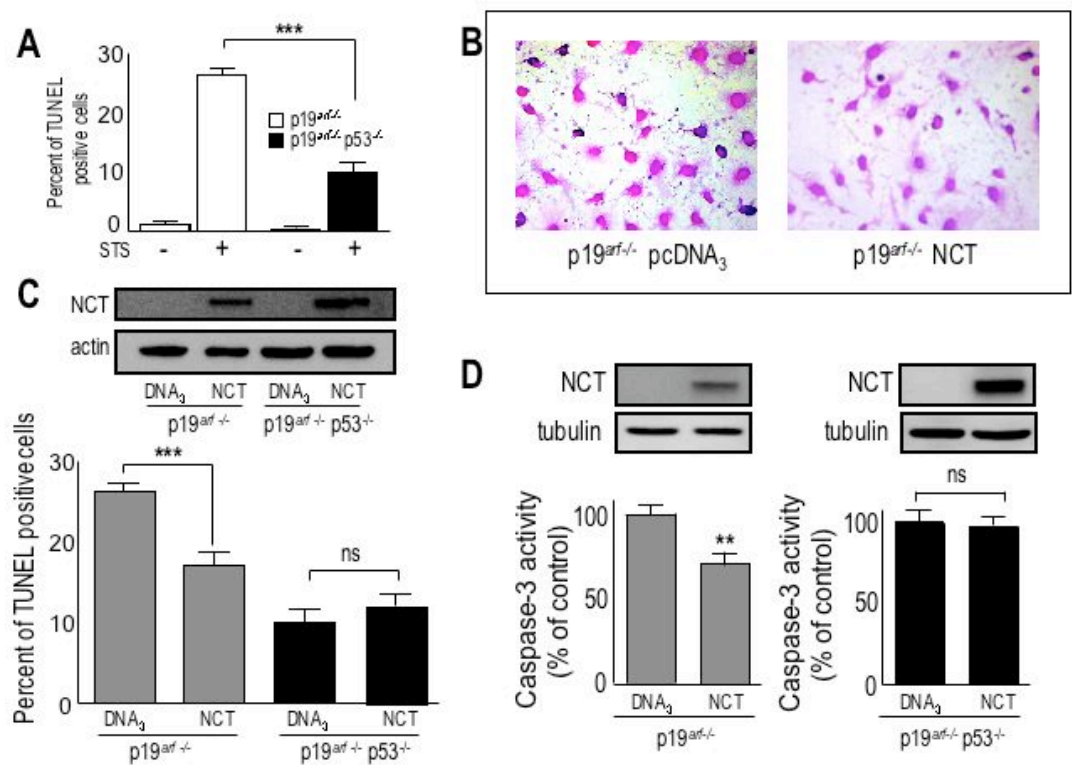 A
***
Percent of TUNEL
positive cells
30
20
10
0
p19arf-/-
p19arf-/- p53-/-
STS - + - +
B
p19arf-/- pcDNA3
p19arf-/- NCT
C
NCT
actin
DNA3 NCT DNA3 NCT
p19arf -/- p19arf -/- p53-/-
Percent of TUNEL positive cells
30
20
10
0
***
ns
DNA3 NCT DNA3 NCT
p19arf -/- p19arf -/- p53-/-
D
NCT
tubulin
Caspase-3 activity
(% of control)
100
50
0
**
DNA3 NCT
p19arf-/-
NCT
tubulin
ns
Caspase-3 activity
(% of control)
100
50
0
DNA3 NCT
p19arf-/- p53-/-